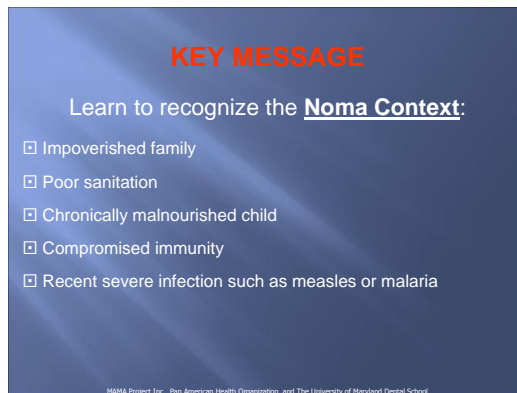 KEY MESSAGE
Learn to recognize the Noma Context:
Impoverished family
Poor sanitation
Chronically malnourished child
Compromised immunity
Recent severe infection such as measles or malaria
MAMA Project Inc., Pan American Health Organization, and The University of Maryland Dental School